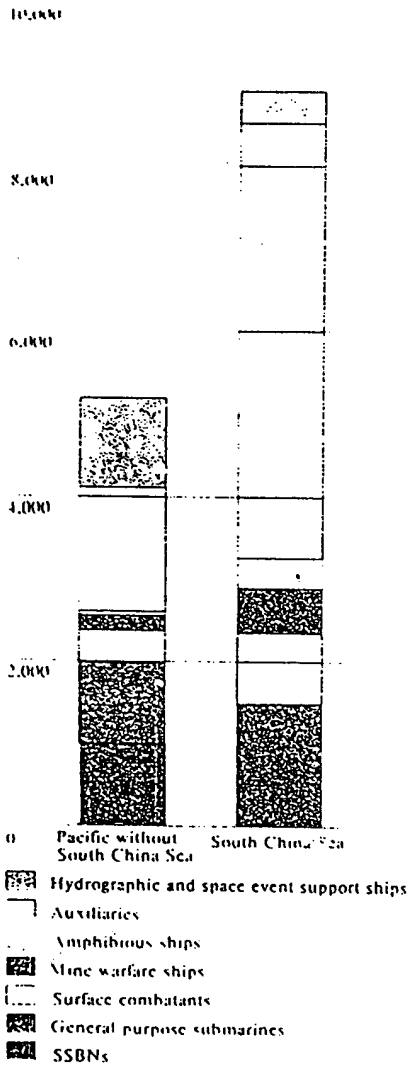 10,000
8,000
6,000
4,000
2,000
0
Pacific without
South China Sea
South China Sea
Hydrographic and space event support ships
Auxiliaries
Amphibious ships
Mine warfare ships
Surface combatants
General purpose submarines
SSBNs